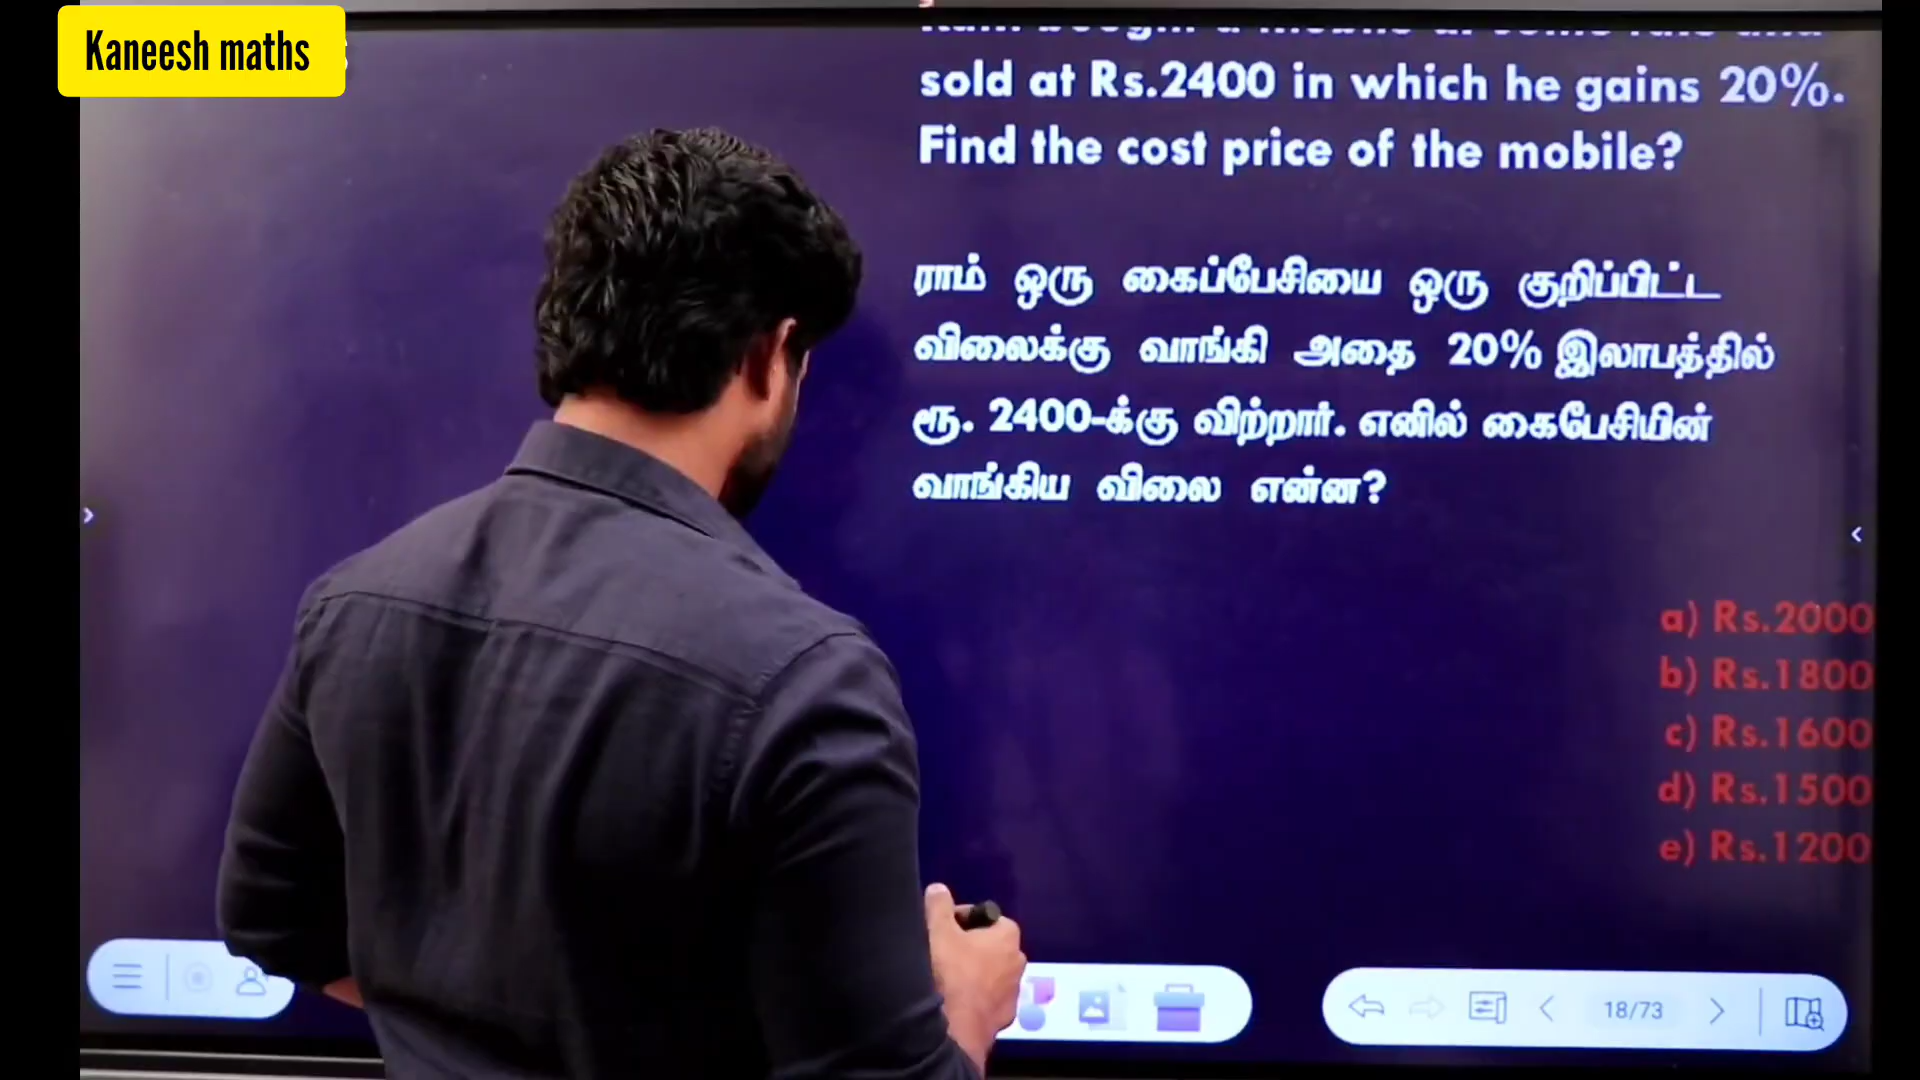 Kaneesh maths
sold at Rs.2400 in which he gains 20%.
Find the cost price of the mobile?
ராம் ஒரு கைப்பேசியை ஒரு குறிப்பிட்ட
விலைக்கு வாங்கி அதை 20% இலாபத்தில்
ரூ. 2400-க்கு விற்றார். எனில் கைபேசியின்
வாங்கிய விலை என்ன?
a) Rs.2000
b) Rs.1800
c) Rs.1600
d) Rs.1500
e) Rs.1200
18/73